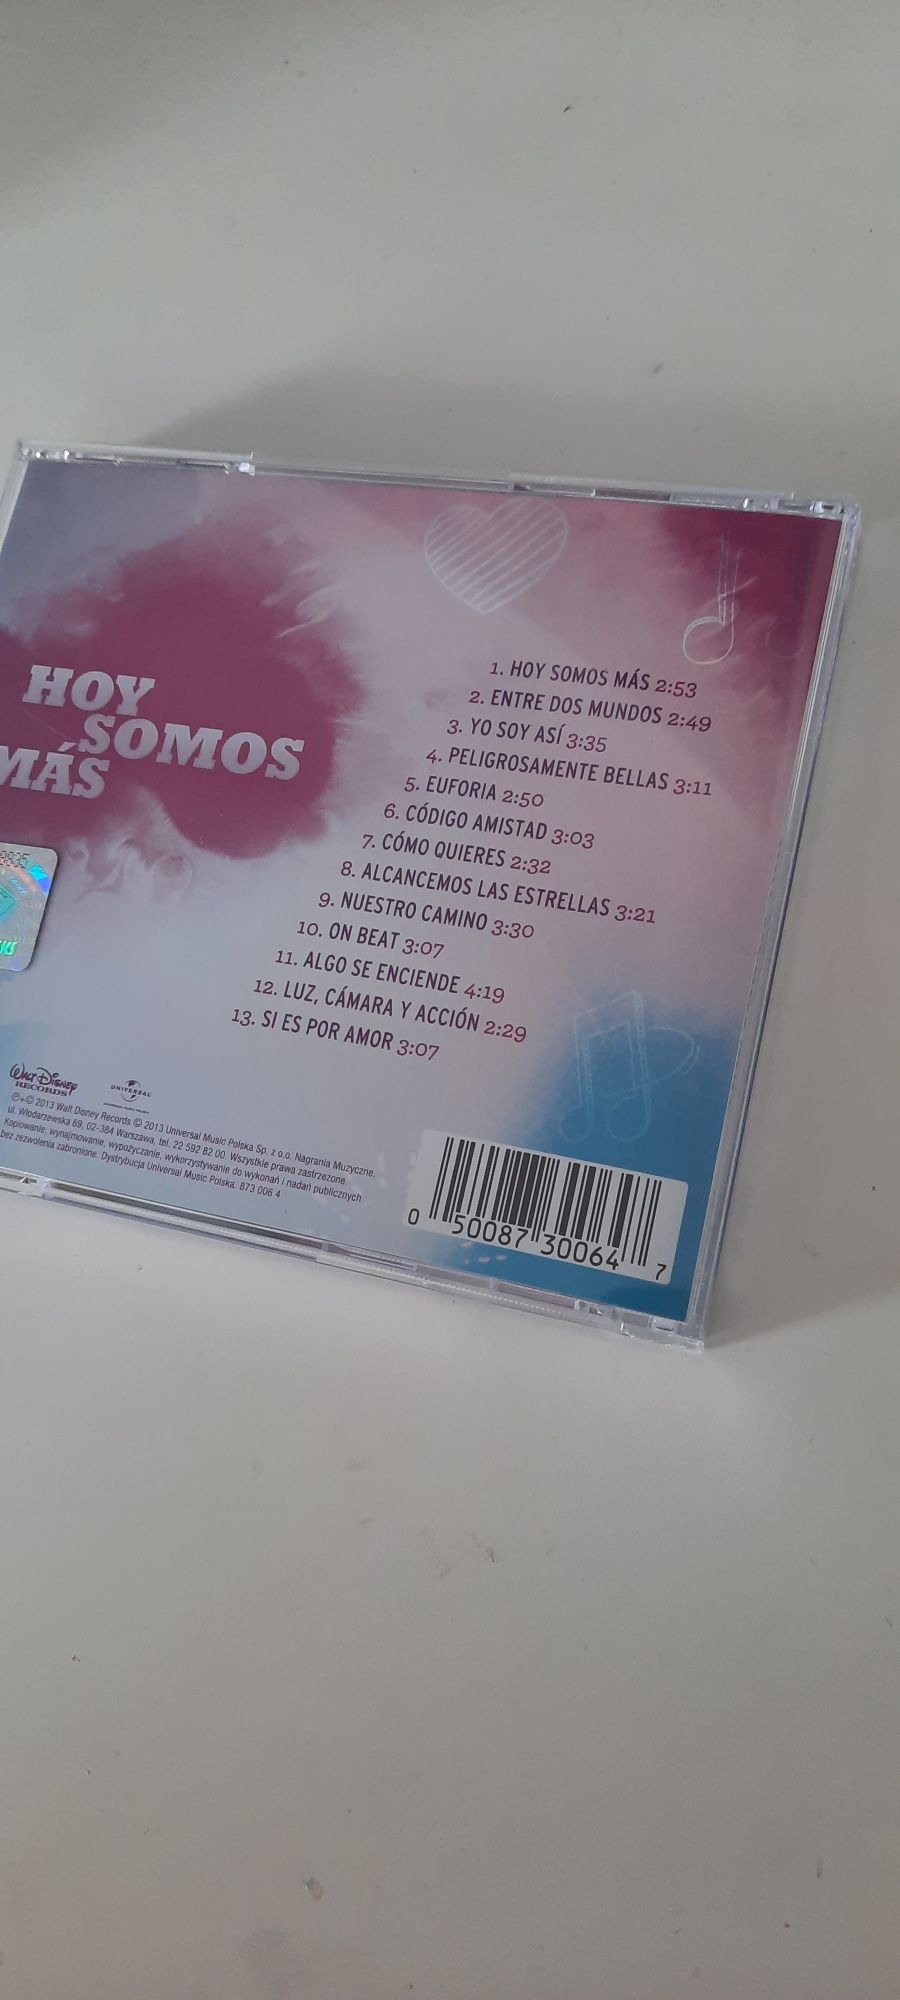 HOY
SOMOS
MÁS
1. HOY SOMOS MÁS 2:53
2. ENTRE DOS MUNDOS 2:49
3. YO SOY ASÍ 3:35
4. PELIGROSAMENTE BELLAS 3:11
5. EUFORIA 2:50
6. CÓDIGO AMISTAD 3:03
7. CÓMO QUIERES 2:32
8. ALCANCEMOS LAS ESTRELLAS 3:21
9. NUESTRO CAMINO 3:30
10. ON BEAT 3:07
11. ALGO SE ENCIENDE 4:19
12. LUZ, CÁMARA Y ACCIÓN 2:29
13. SI ES POR AMOR 3:07
WALT DISNEY
RECORDS
UNIVERSAL
℗+© 2013 Walt Disney Records © 2013 Universal Music Polska Sp. z o.o. Nagrania Muzyczne,
ul. Włodarzewska 69, 02-384 Warszawa, tel. 22 592 82 00. Wszystkie prawa zastrzeżone.
Kopiowanie, wynajmowanie, wypożyczanie, wykorzystywanie do wykonań i nadań publicznych
bez zezwolenia zabronione. Dystrybucja Universal Music Polska. 873 006 4
0 50087 30064 7